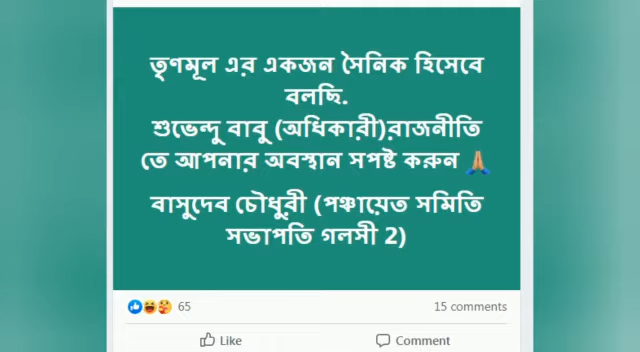 তৃণমূল এর একজন সৈনিক হিসেবে
বলছি.
শুভেন্দু বাবু (অধিকারী)রাজনীতি
তে আপনার অবস্থান সপষ্ট করুন 🙏🏼
বাসুদেব চৌধুরী (পঞ্চায়েত সমিতি
সভাপতি গলসী 2)
65 15 comments
Like Comment